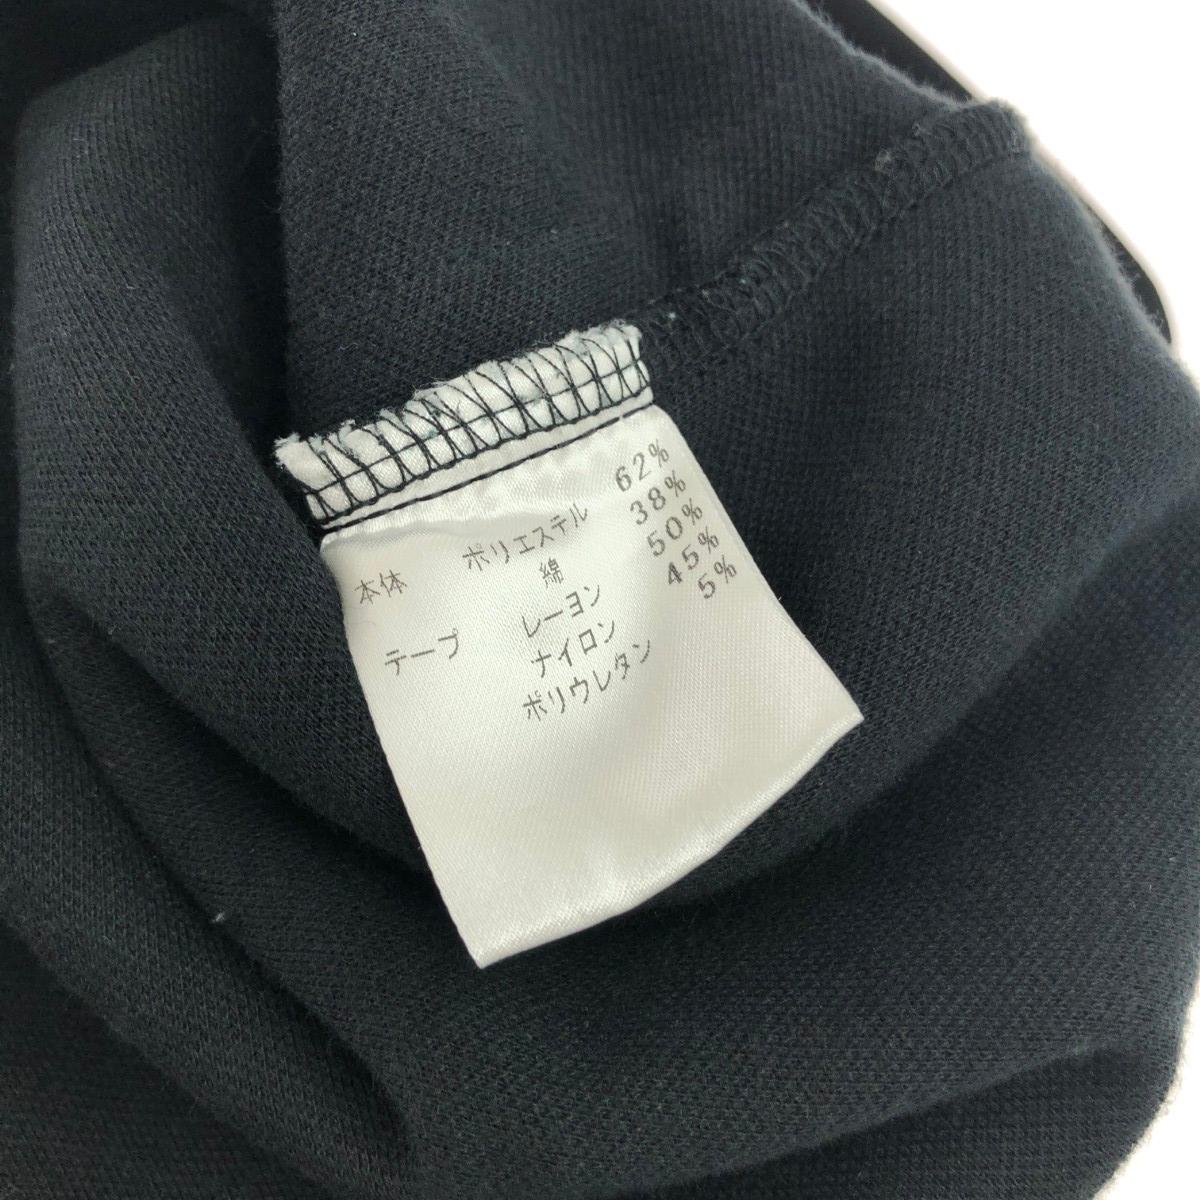 本体 ポリエステル 62%
綿 38%
テープ レーヨン 50%
ナイロン 45%
ポリウレタン 5%